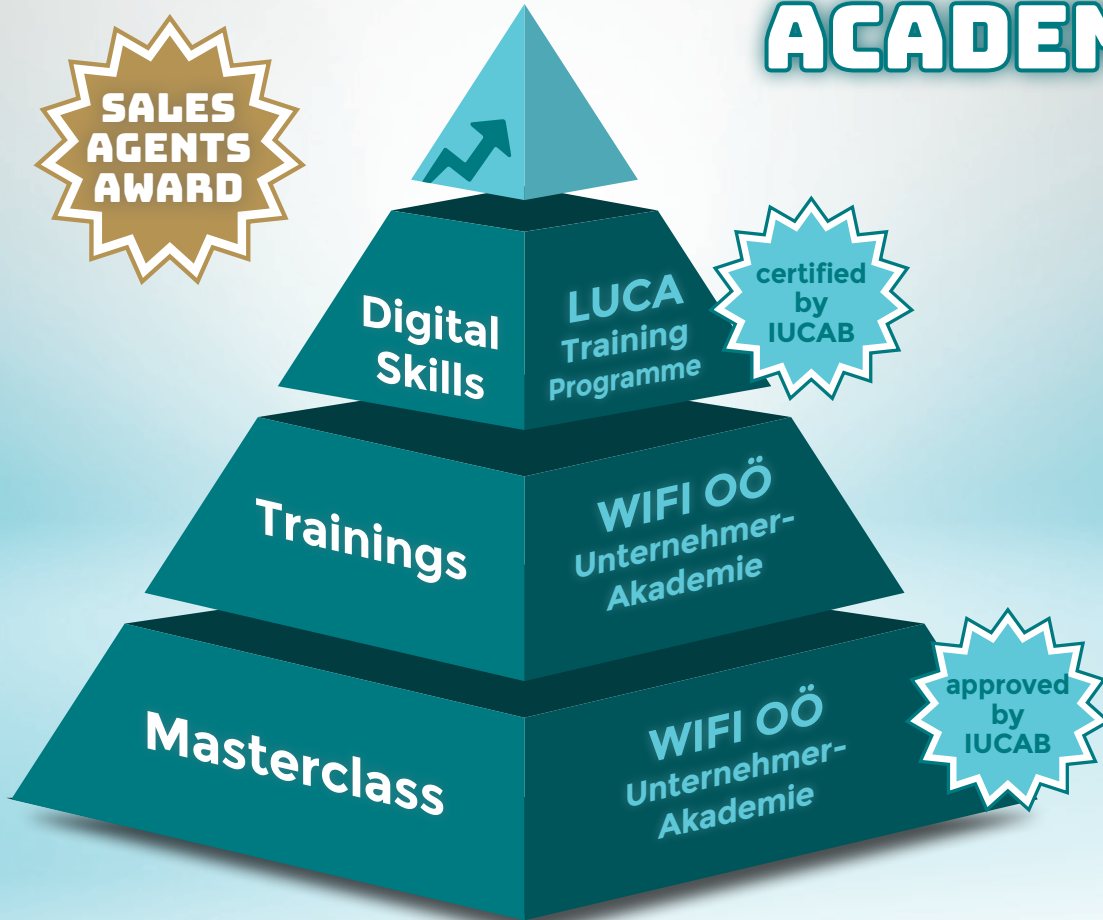 ACADEM
SALES
AGENTS
AWARD
Digital
Skills
LUCA
Training
Programme
certified
by
IUCAB
Trainings
WIFI OÖ
Unternehmer-
Akademie
Masterclass
WIFI OÖ
Unternehmer-
Akademie
approved
by
IUCAB